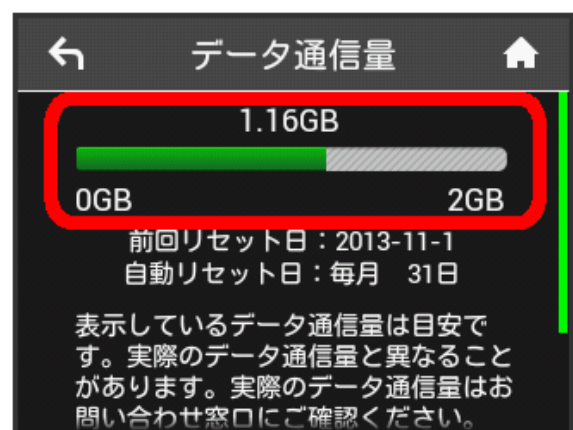 データ通信量
1.16GB
0GB 2GB
前回リセット日：2013-11-1
自動リセット日：毎月　31日
表示しているデータ通信量は目安で
す。実際のデータ通信量と異なること
があります。実際のデータ通信量はお
問い合わせ窓口にご確認ください。